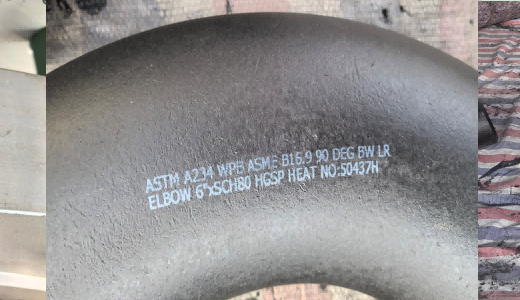 ASTM A234 WPB ASME B16.9 90 DEG BW LR
ELBOW 6"xSCH80 HGSP HEAT NO:50437H